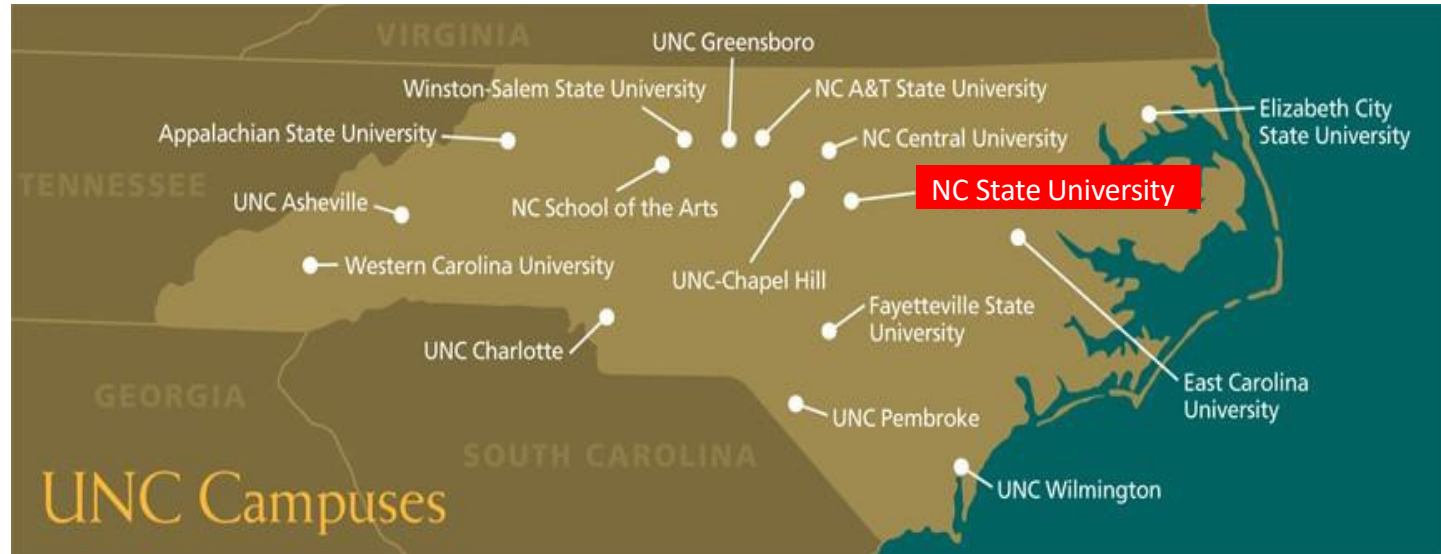 VIRGINIA
UNC Greensboro
Winston-Salem State University
NC A&T State University
Elizabeth City
State University
Appalachian State University
NC Central University
TENNESSEE
NC State University
UNC Asheville
NC School of the Arts
Western Carolina University
UNC-Chapel Hill
Fayetteville State
University
UNC Charlotte
East Carolina
University
GEORGIA
UNC Pembroke
SOUTH CAROLINA
UNC Campuses
UNC Wilmington